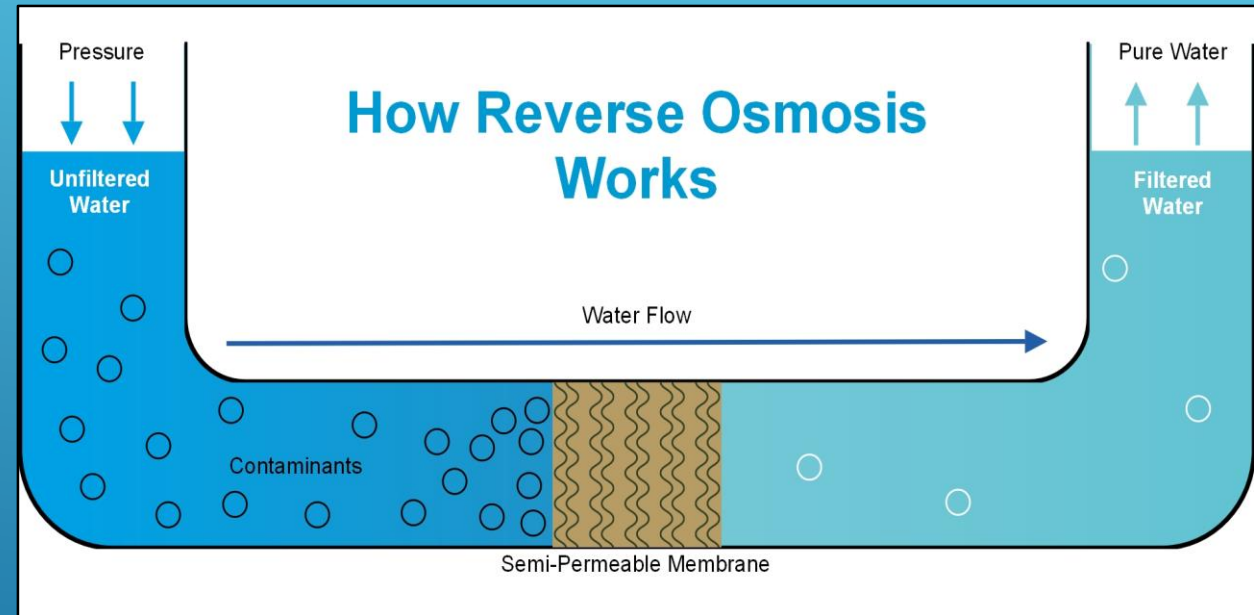 Pressure
Pure Water
How Reverse Osmosis
Works
Unfiltered
Water
Filtered
Water
Water Flow
Contaminants
Semi-Permeable Membrane